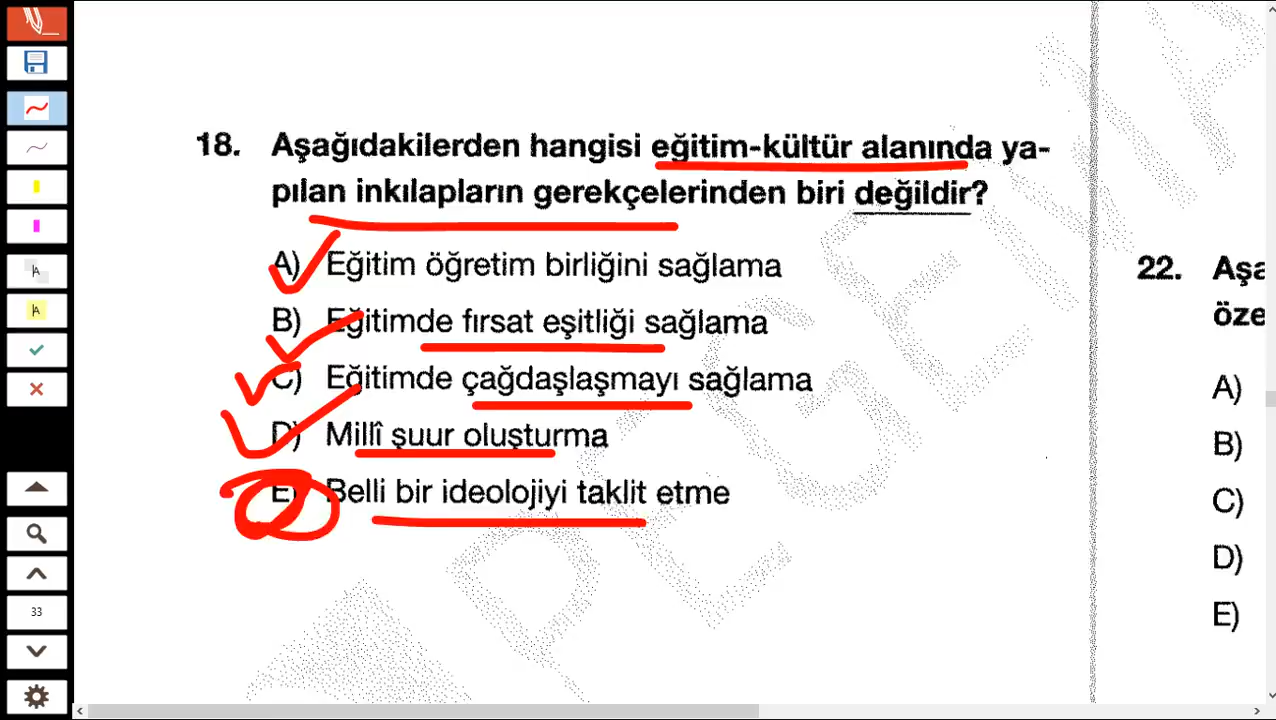 18. Aşağıdakilerden hangisi eğitim-kültür alanında ya-
pılan inkılapların gerekçelerinden biri değildir?
A) Eğitim öğretim birliğini sağlama
B) Eğitimde fırsat eşitliği sağlama
C) Eğitimde çağdaşlaşmayı sağlama
D) Millî şuur oluşturma
E) Belli bir ideolojiyi taklit etme
22. Aşa
öze
A)
B)
C)
D)
E)
A
A
33
PEGEM A